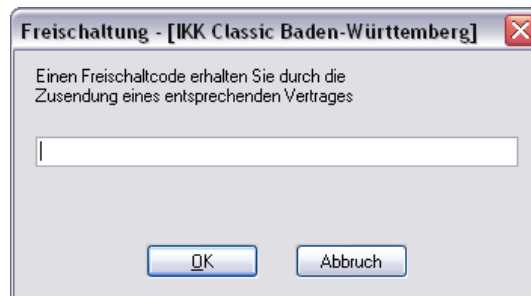 Freischaltung - [IKK Classic Baden-Württemberg]
Einen Freischaltcode erhalten Sie durch die
Zusendung eines entsprechenden Vertrages
OK
Abbruch